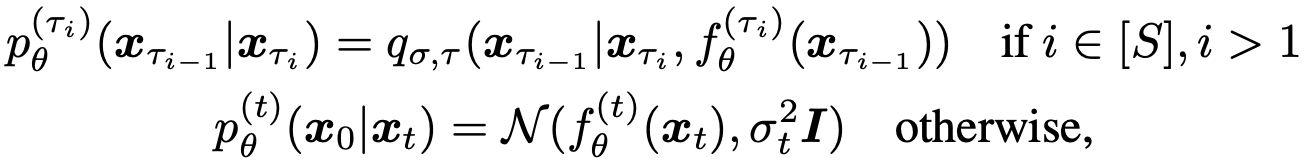 p_θ^{(τ_i)}(𝒙_{τ_{i−1}}|𝒙_{τ_i}) = q_{σ,τ}(𝒙_{τ_{i−1}}|𝒙_{τ_i}, f_θ^{(τ_i)}(𝒙_{τ_{i−1}})) if i ∈ [S], i > 1
p_θ^{(t)}(𝒙_0|𝒙_t) = 𝒩(f_θ^{(t)}(𝒙_t), σ_t^2 𝑰) otherwise,